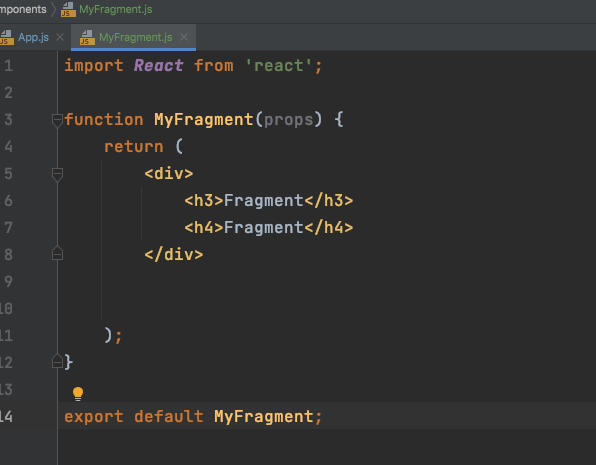 mponents MyFragment.js
JS App.js JS MyFragment.js
1 import React from 'react';
2
3 function MyFragment(props) {
4 return (
5 <div>
6 <h3>Fragment</h3>
7 <h4>Fragment</h4>
8 </div>
9
10
11 );
12 }
13
14 export default MyFragment;